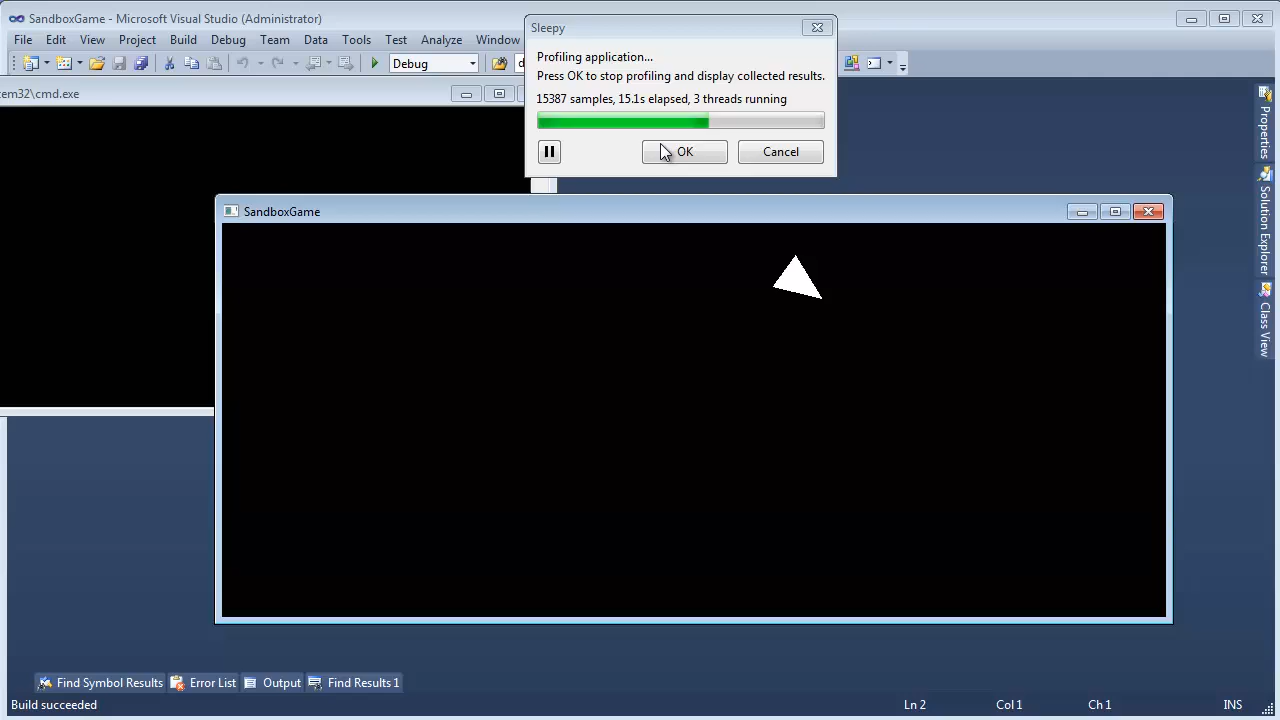 SandboxGame - Microsoft Visual Studio (Administrator)
File Edit View Project Build Debug Team Data Tools Test Analyze Window
Debug
d
em32\cmd.exe
Sleepy
Profiling application...
Press OK to stop profiling and display collected results.
15387 samples, 15.1s elapsed, 3 threads running
OK Cancel
SandboxGame
Properties
Solution Explorer
Class View
Find Symbol Results Error List Output Find Results 1
Build succeeded Ln 2 Col 1 Ch 1 INS